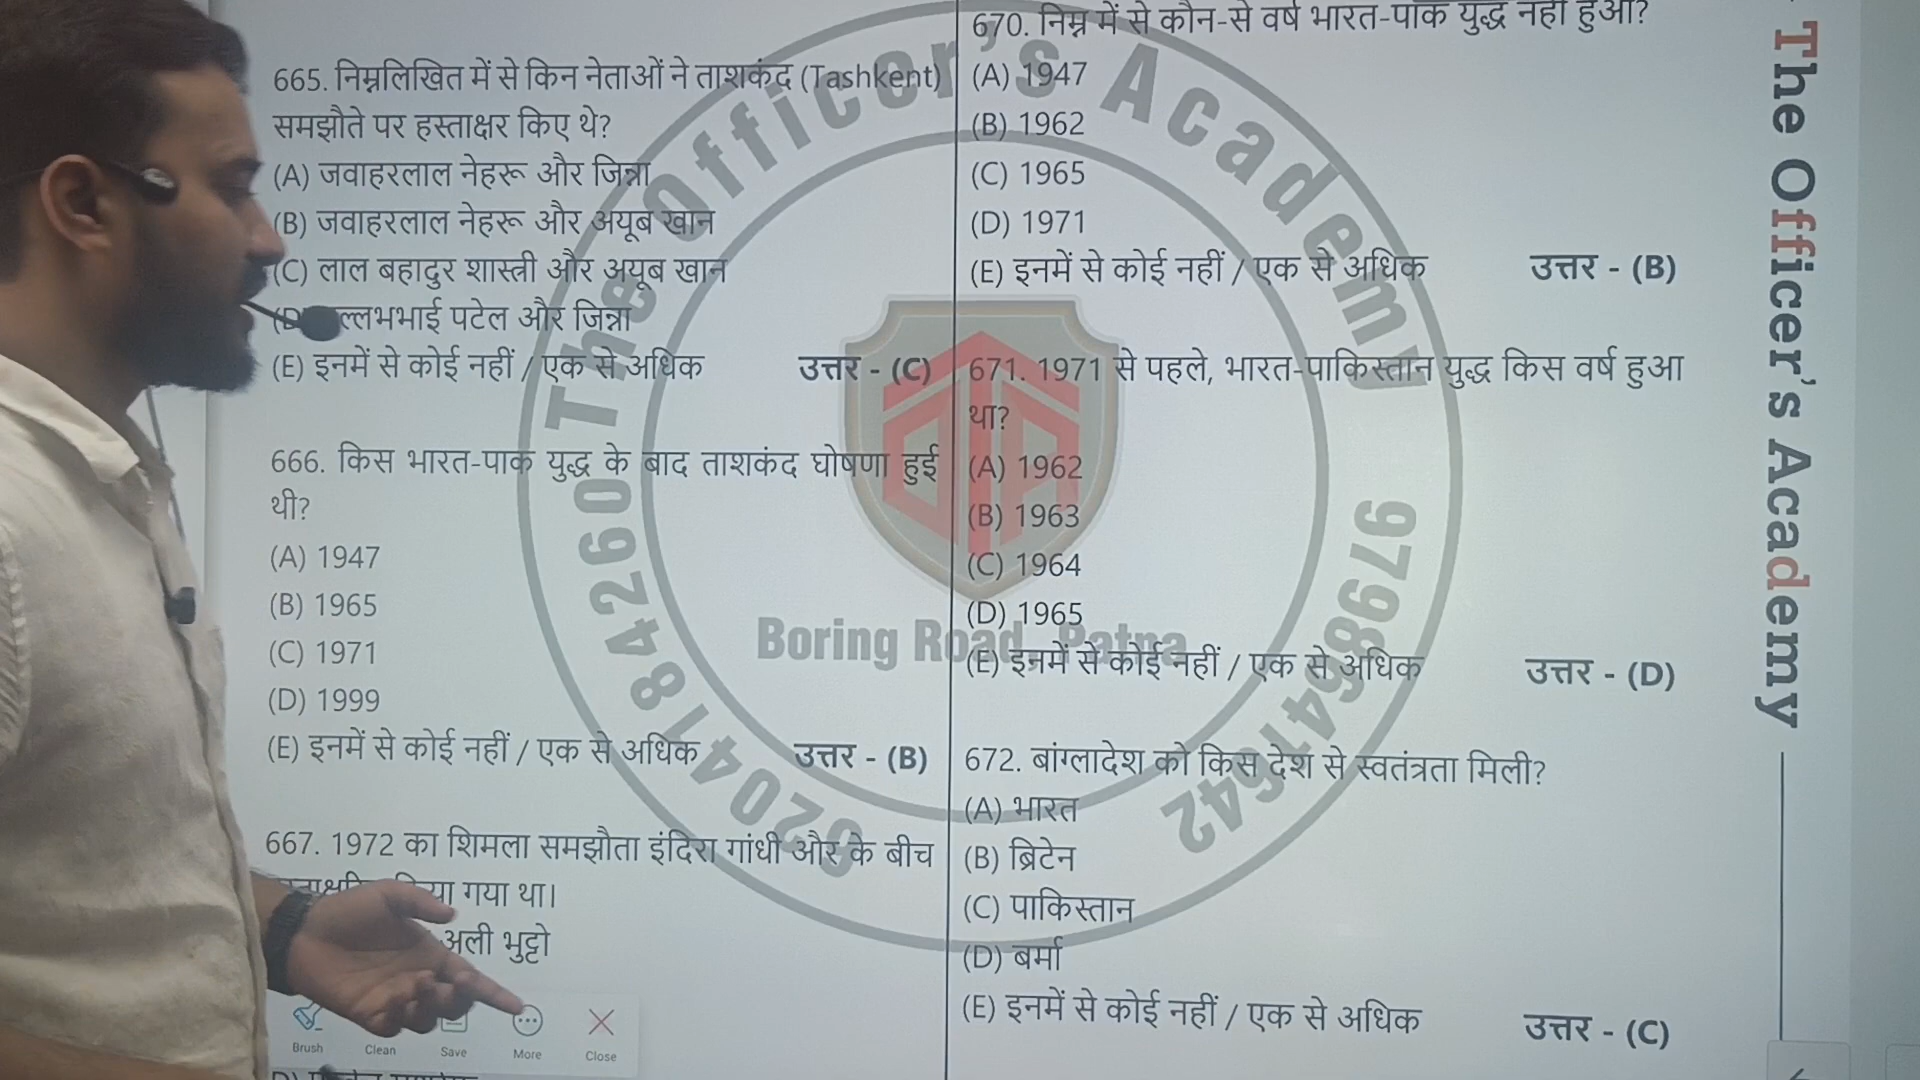 665. निम्नलिखित में से किन नेताओं ने ताशकंद (Tashkent)
समझौते पर हस्ताक्षर किए थे?
(A) जवाहरलाल नेहरू और जिन्ना
(B) जवाहरलाल नेहरू और अयूब खान
(C) लाल बहादुर शास्त्री और अयूब खान
पटेल और जिन्ना
(E) इनमें से कोई नहीं / एक से अधिक उत्तर - (C)
666. किस भारत-पाक युद्ध के बाद ताशकंद घोषणा हुई
थी?
(A) 1947
(B) 1965
(C) 1971
(D) 1999
(E) इनमें से कोई नहीं / एक से अधिक उत्तर - (B)
667. 1972 का शिमला समझौता इंदिरा गांधी और के बीच
गया था।
अली भुट्टो
670. निम्न में से कौन-से वर्ष भारत-पाक युद्ध नहीं हुआ?
(A) 1947
(B) 1962
(C) 1965
(D) 1971
(E) इनमें से कोई नहीं / एक से अधिक उत्तर - (B)
671. 1971 से पहले, भारत-पाकिस्तान युद्ध किस वर्ष हुआ
था?
(A) 1962
(B) 1963
(C) 1964
(D) 1965
(E) इनमें से कोई नहीं / एक से अधिक उत्तर - (D)
672. बांग्लादेश को किस देश से स्वतंत्रता मिली?
(A) भारत
(B) ब्रिटेन
(C) पाकिस्तान
(D) बर्मा
(E) इनमें से कोई नहीं / एक से अधिक उत्तर - (C)
The Officer's Academy
The Officer's Academy
9798641642
Boring Road, Patna
Brush Clean Save More Close